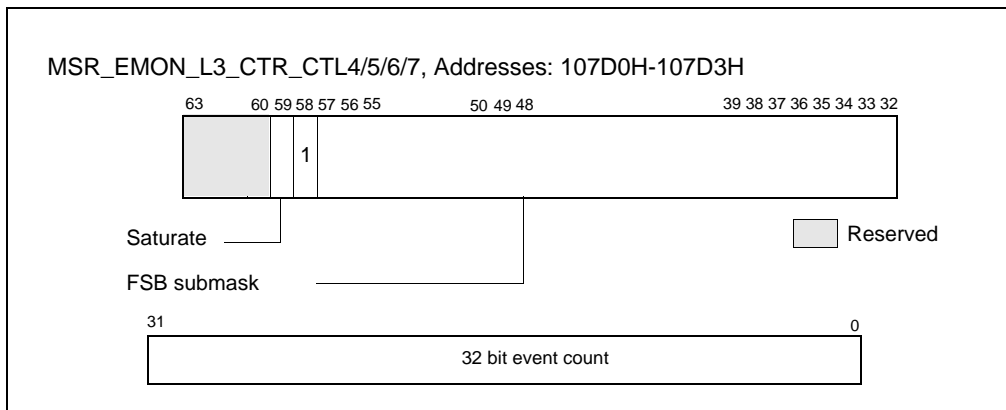 MSR_EMON_L3_CTR_CTL4/5/6/7, Addresses: 107D0H-107D3H
63 60 59 58 57 56 55 50 49 48 39 38 37 36 35 34 33 32
1
Saturate
Reserved
FSB submask
31 0
32 bit event count